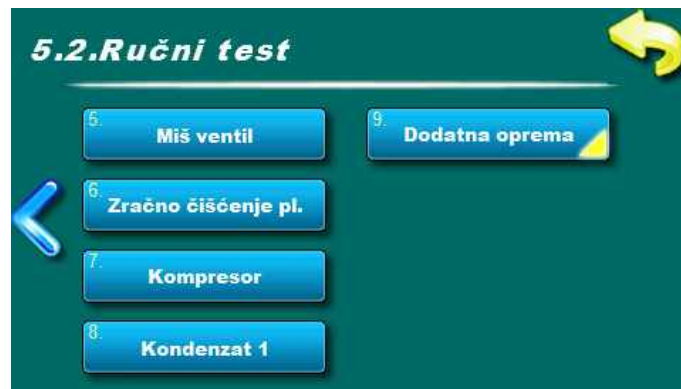 5.2.Ručni test
5.
Miš ventil
6.
Zračno čišćenje pl.
7.
Kompresor
8.
Kondenzat 1
9.
Dodatna oprema